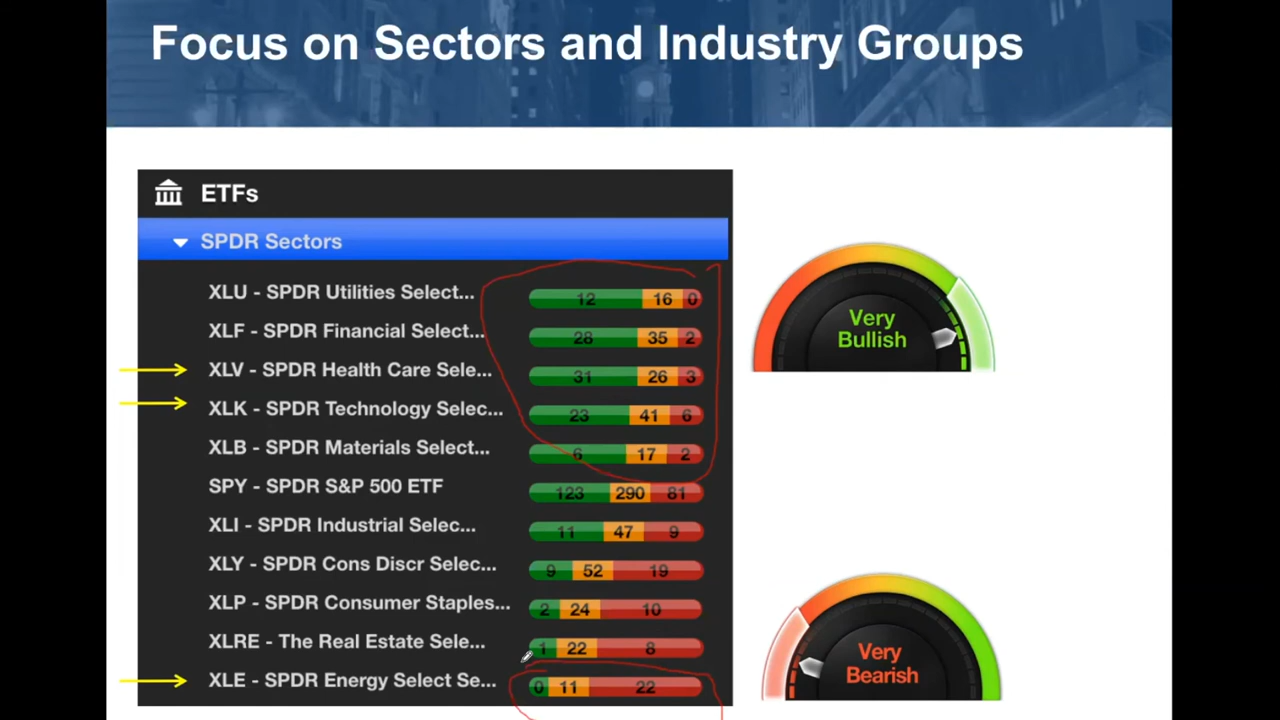 Focus on Sectors and Industry Groups
ETFs
SPDR Sectors
XLU - SPDR Utilities Select... 12 16 0
XLF - SPDR Financial Select... 28 35 2
XLV - SPDR Health Care Sele... 31 26 3
XLK - SPDR Technology Selec... 23 41 6
XLB - SPDR Materials Select... 6 17 2
SPY - SPDR S&P 500 ETF 123 290 81
XLI - SPDR Industrial Selec... 11 47 9
XLY - SPDR Cons Discr Selec... 9 52 19
XLP - SPDR Consumer Staples... 2 24 10
XLRE - The Real Estate Sele... 1 22 8
XLE - SPDR Energy Select Se... 0 11 22
Very
Bullish
Very
Bearish